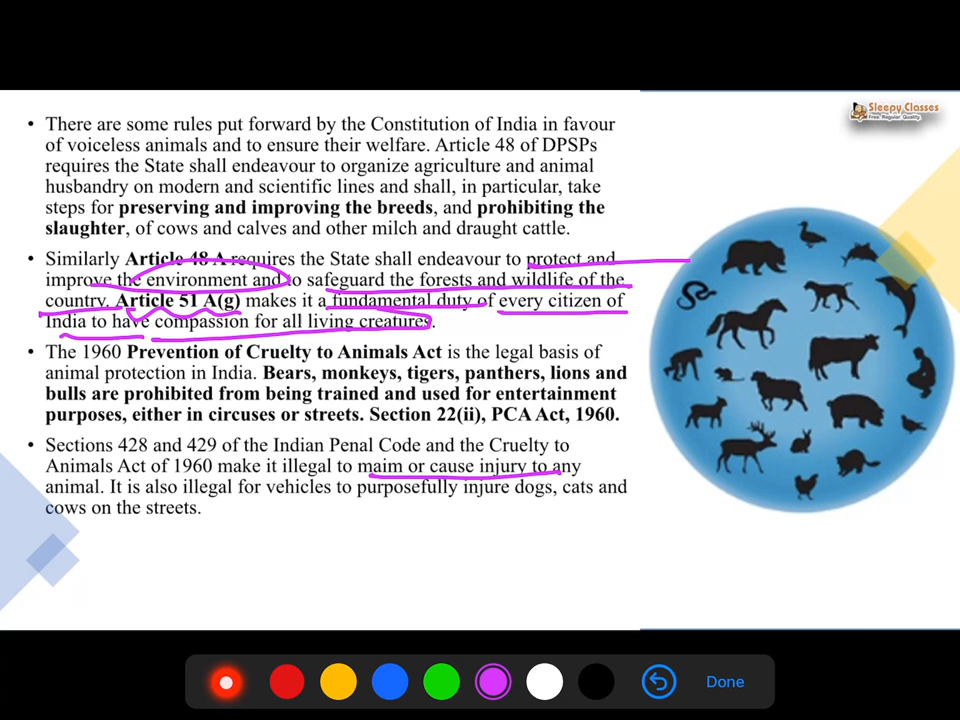 Sleepy Classes
Free. Regular. Quality.
• There are some rules put forward by the Constitution of India in favour
of voiceless animals and to ensure their welfare. Article 48 of DPSPs
requires the State shall endeavour to organize agriculture and animal
husbandry on modern and scientific lines and shall, in particular, take
steps for preserving and improving the breeds, and prohibiting the
slaughter, of cows and calves and other milch and draught cattle.
• Similarly Article 48 A requires the State shall endeavour to protect and
improve the environment and to safeguard the forests and wildlife of the
country. Article 51 A(g) makes it a fundamental duty of every citizen of
India to have compassion for all living creatures.
• The 1960 Prevention of Cruelty to Animals Act is the legal basis of
animal protection in India. Bears, monkeys, tigers, panthers, lions and
bulls are prohibited from being trained and used for entertainment
purposes, either in circuses or streets. Section 22(ii), PCA Act, 1960.
• Sections 428 and 429 of the Indian Penal Code and the Cruelty to
Animals Act of 1960 make it illegal to maim or cause injury to any
animal. It is also illegal for vehicles to purposefully injure dogs, cats and
cows on the streets.
Done